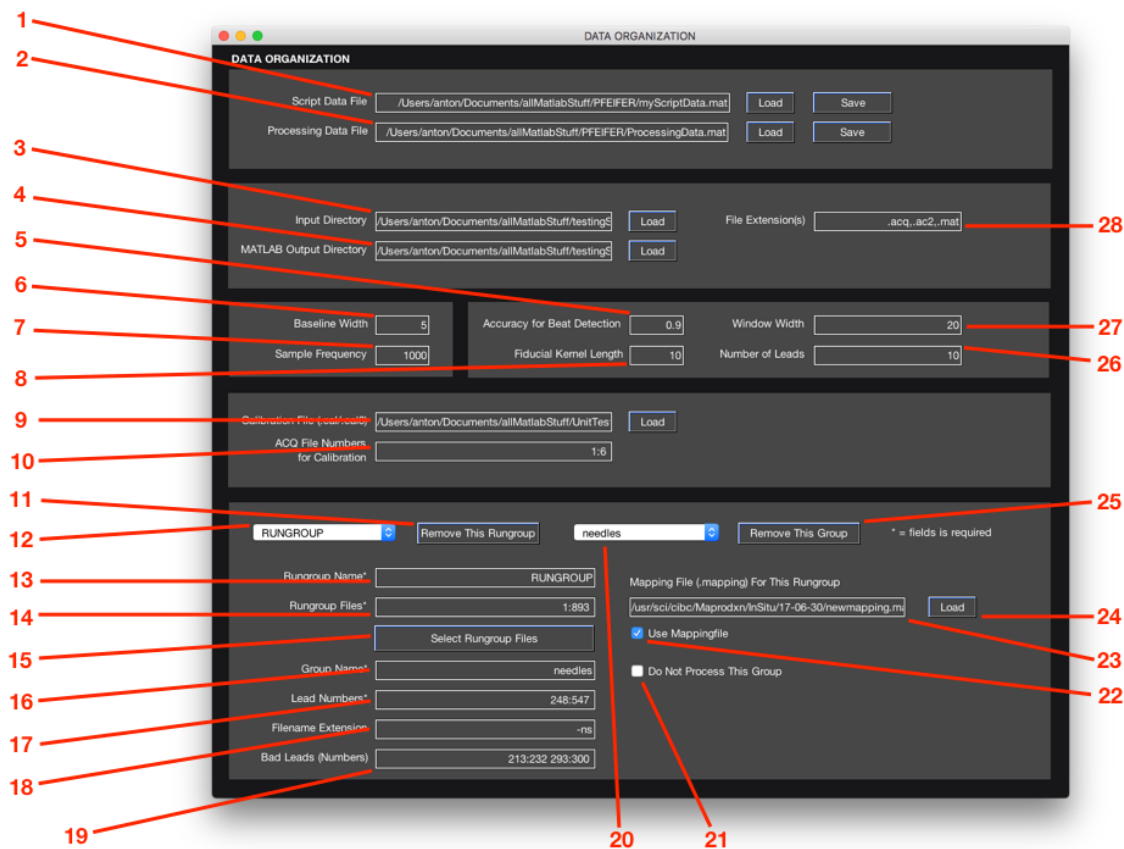 1
2
3
4
5
6
7
8
9
10
11
12
13
14
15
16
17
18
19
DATA ORGANIZATION
DATA ORGANIZATION
Script Data File /Users/anton/Documents/allMatlabStuff/PFEIFER/myScriptData.mat Load Save
Processing Data File /Users/anton/Documents/allMatlabStuff/PFEIFER/ProcessingData.mat Load Save
Input Directory /Users/anton/Documents/allMatlabStuff/testingS Load File Extension(s) .acq,.ac2,.mat
MATLAB Output Directory /Users/anton/Documents/allMatlabStuff/testingS Load
Baseline Width 5 Accuracy for Beat Detection 0.9 Window Width 20
Sample Frequency 1000 Fiducial Kernel Length 10 Number of Leads 10
Calibration File (.cal/.cal8) /Users/anton/Documents/allMatlabStuff/UnitTes Load
ACQ File Numbers
for Calibration 1:6
RUNGROUP Remove This Rungroup needles Remove This Group * = fields is required
Rungroup Name* RUNGROUP Mapping File (.mapping) For This Rungroup
Rungroup Files* 1:893 /usr/sci/cibc/Maprodxn/InSitu/17-06-30/newmapping.ma Load
Select Rungroup Files Use Mappingfile
Group Name* needles Do Not Process This Group
Lead Numbers* 248:547
Filename Extension -ns
Bad Leads (Numbers) 213:232 293:300
20
21
28
27
26
25
24
23
22